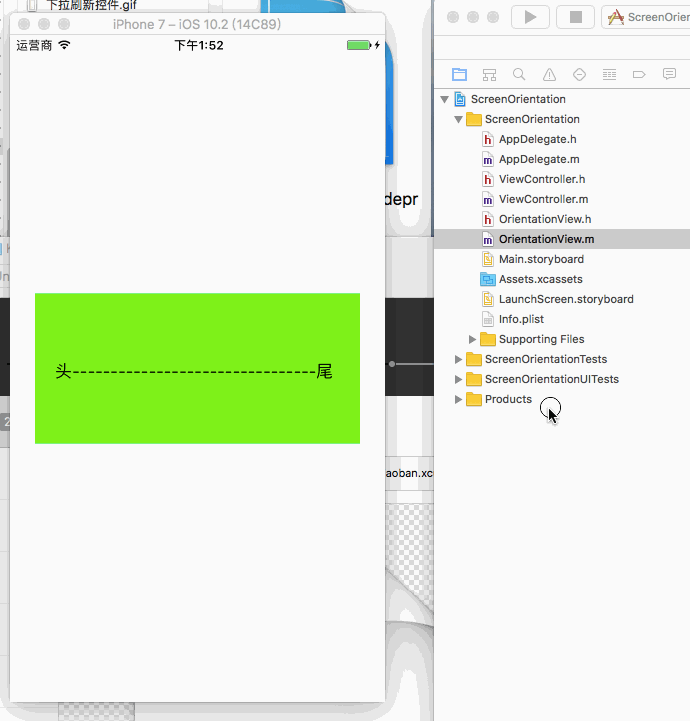 下拉刷新控件.gif
iPhone 7 – iOS 10.2 (14C89)
运营商
下午1:52
头------------------------------尾
depr
aoban.xc
ScreenOrien
ScreenOrientation
ScreenOrientation
AppDelegate.h
AppDelegate.m
ViewController.h
ViewController.m
OrientationView.h
OrientationView.m
Main.storyboard
Assets.xcassets
LaunchScreen.storyboard
Info.plist
Supporting Files
ScreenOrientationTests
ScreenOrientationUITests
Products